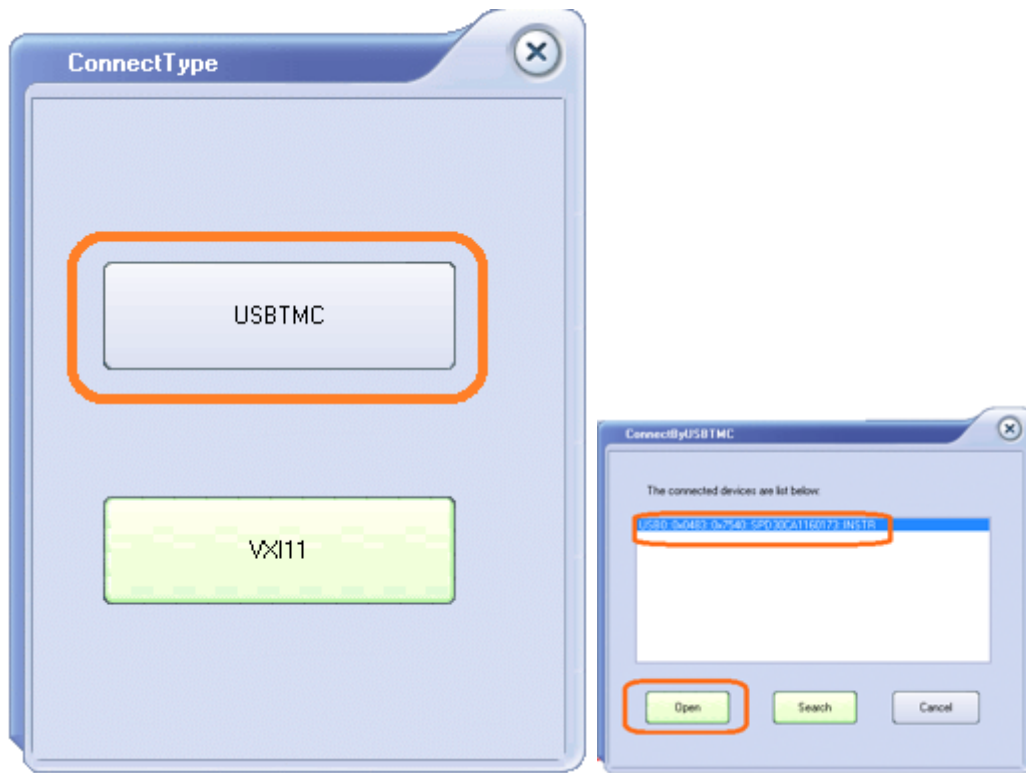 ConnectType
USBTMC
VXI11
ConnectByUSBTMC
The connected devices are list below:
USB0::0x0483::0x7540::SPD30CA1160173::INSTR
Open
Search
Cancel